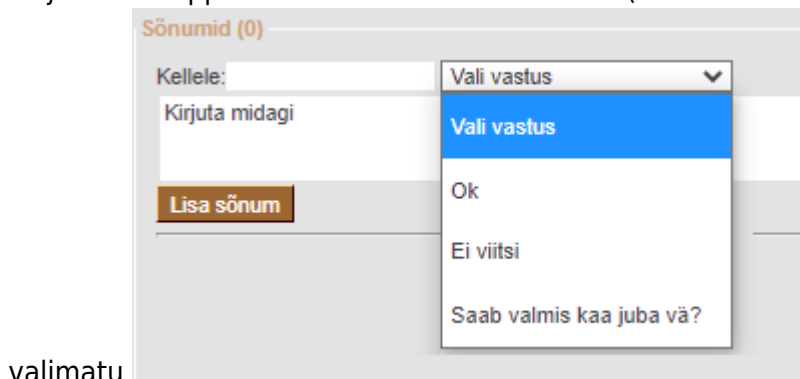 Sõnumid (0)
Kellele: Vali vastus
Kirjuta midagi
Vali vastus
Ok
Lisa sõnum
Ei viitsi
Saab valmis kaa juba vä?
valimatu